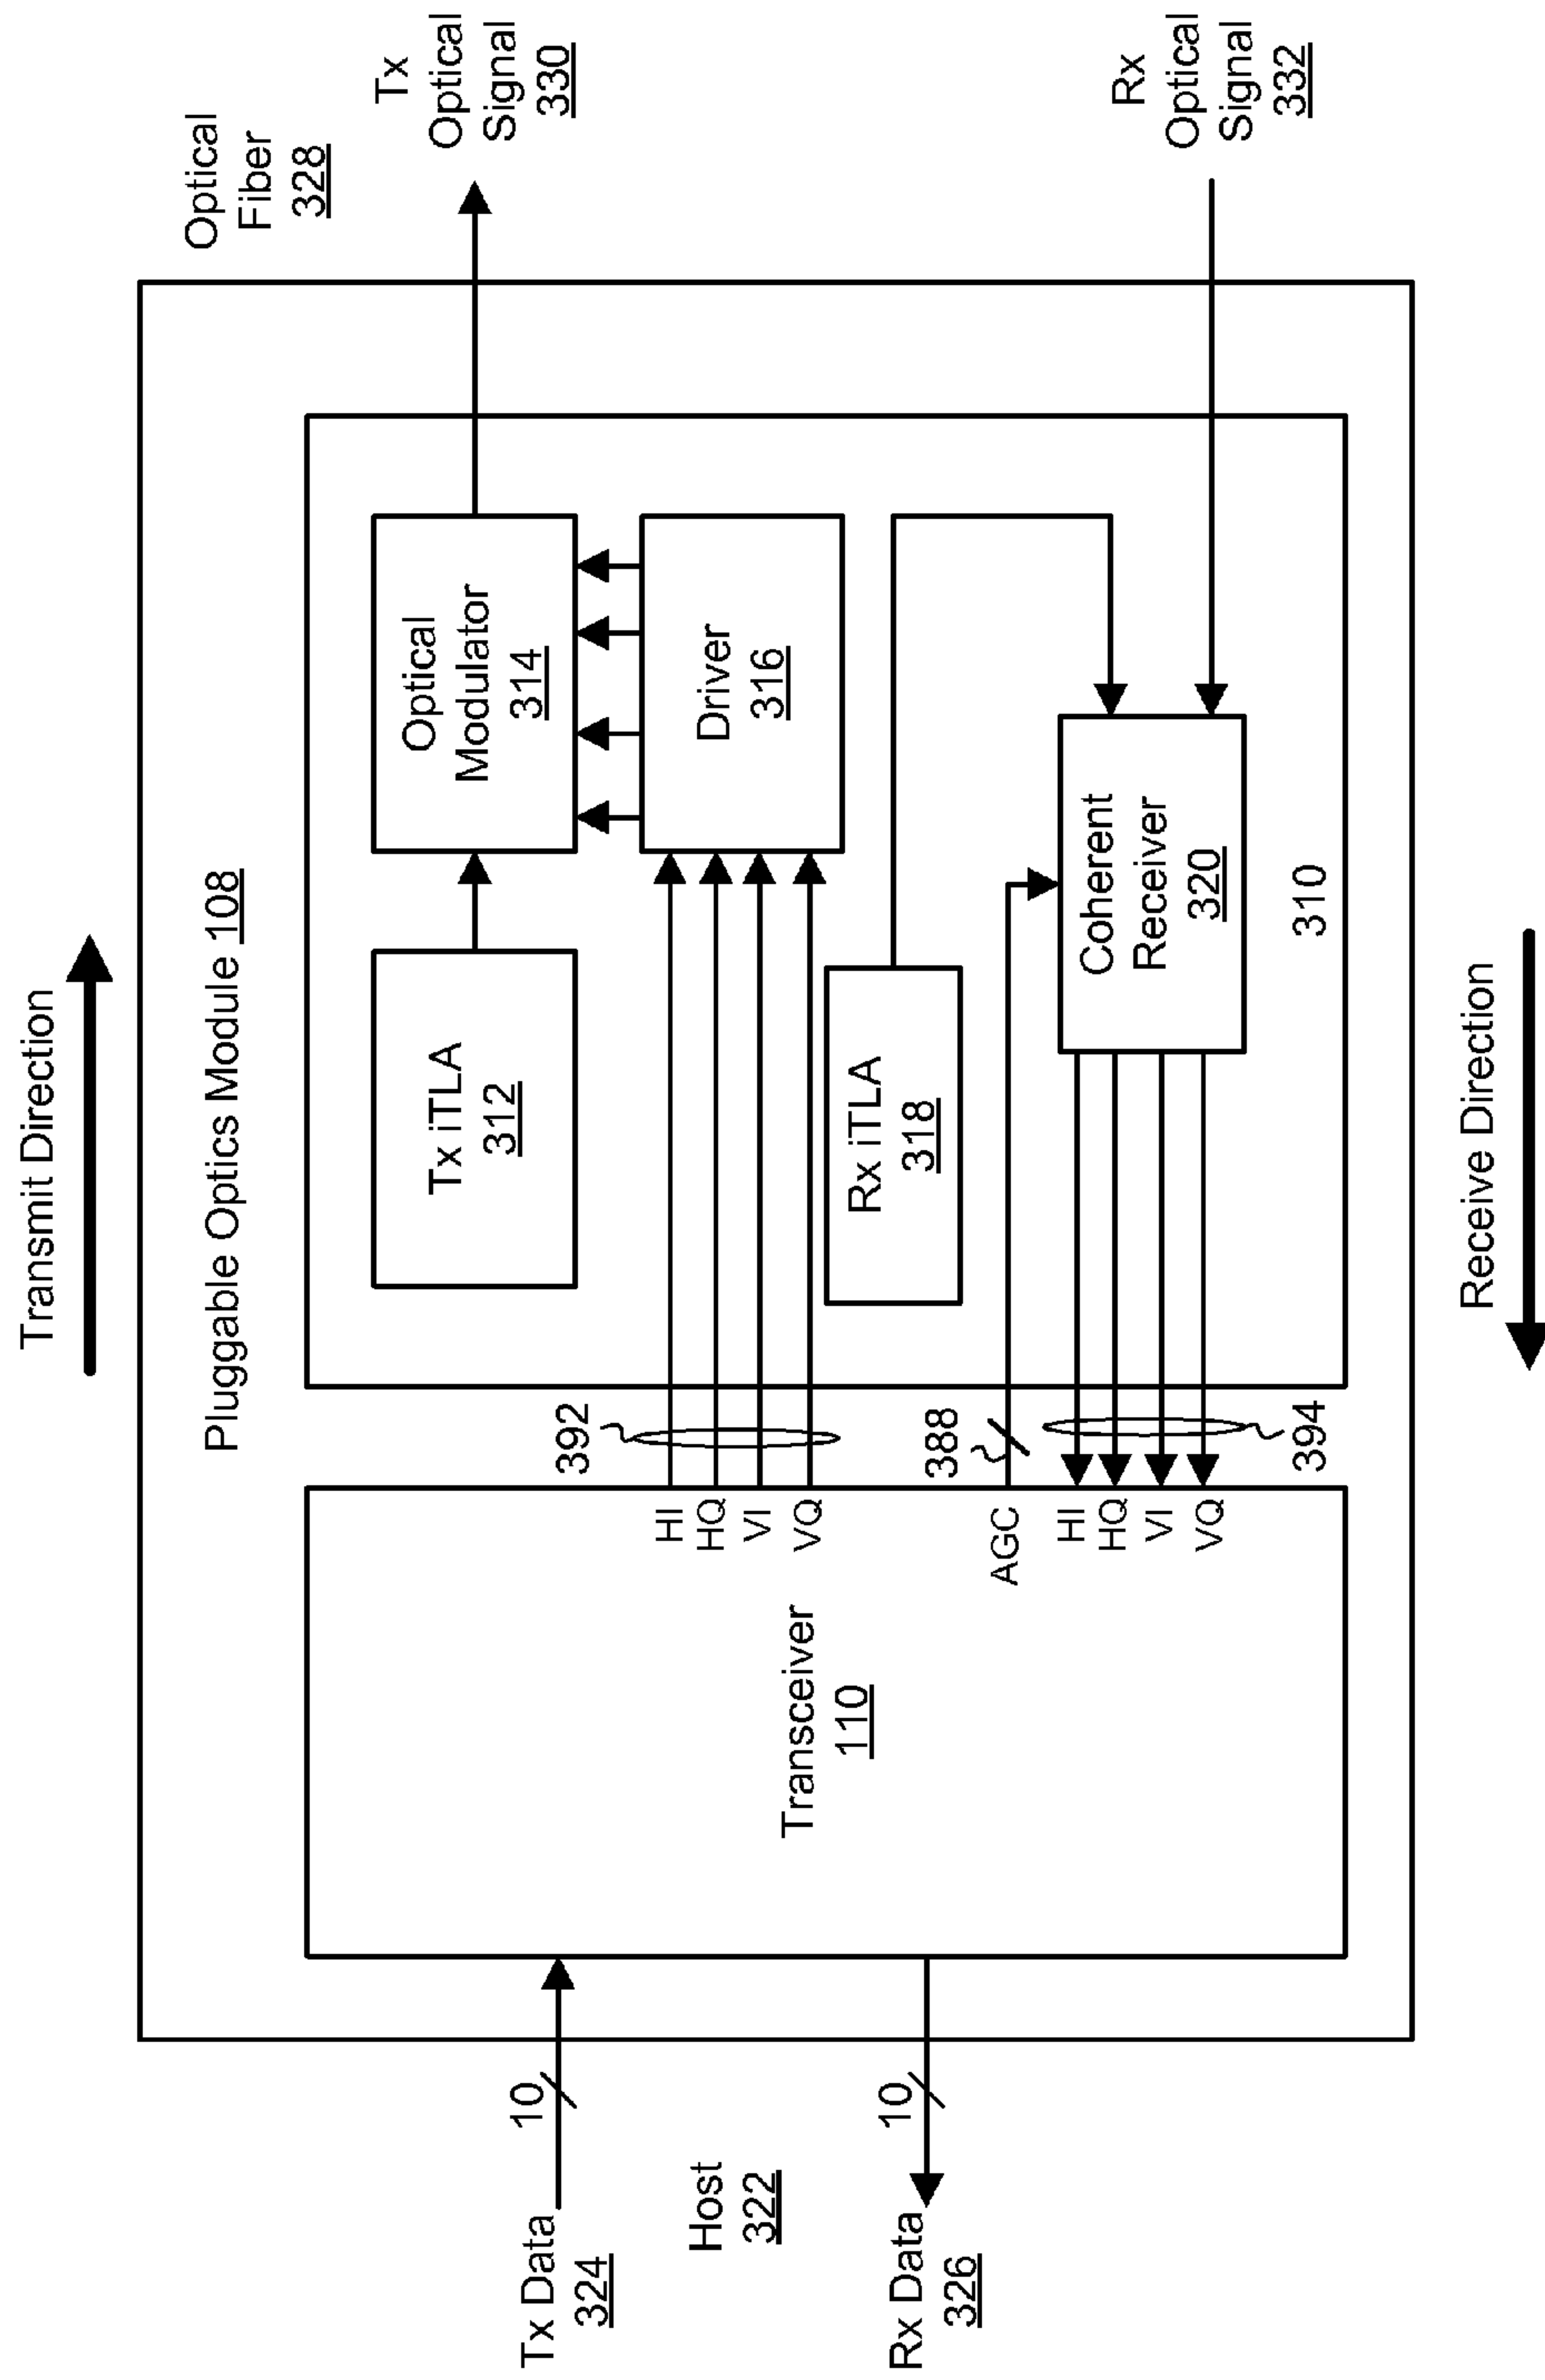 Transmit Direction
Pluggable Optics Module 108
Optical
Fiber
328
Tx Data
324
10
Host
322
Rx Data
326
10
Transceiver
110
HI
HQ
VI
VQ
AGC
HI
HQ
VI
VQ
392
388
394
Tx iTLA
312
Optical
Modulator
314
Driver
316
Rx iTLA
318
Coherent
Receiver
320
310
Tx
Optical
Signal
330
Rx
Optical
Signal
332
Receive Direction